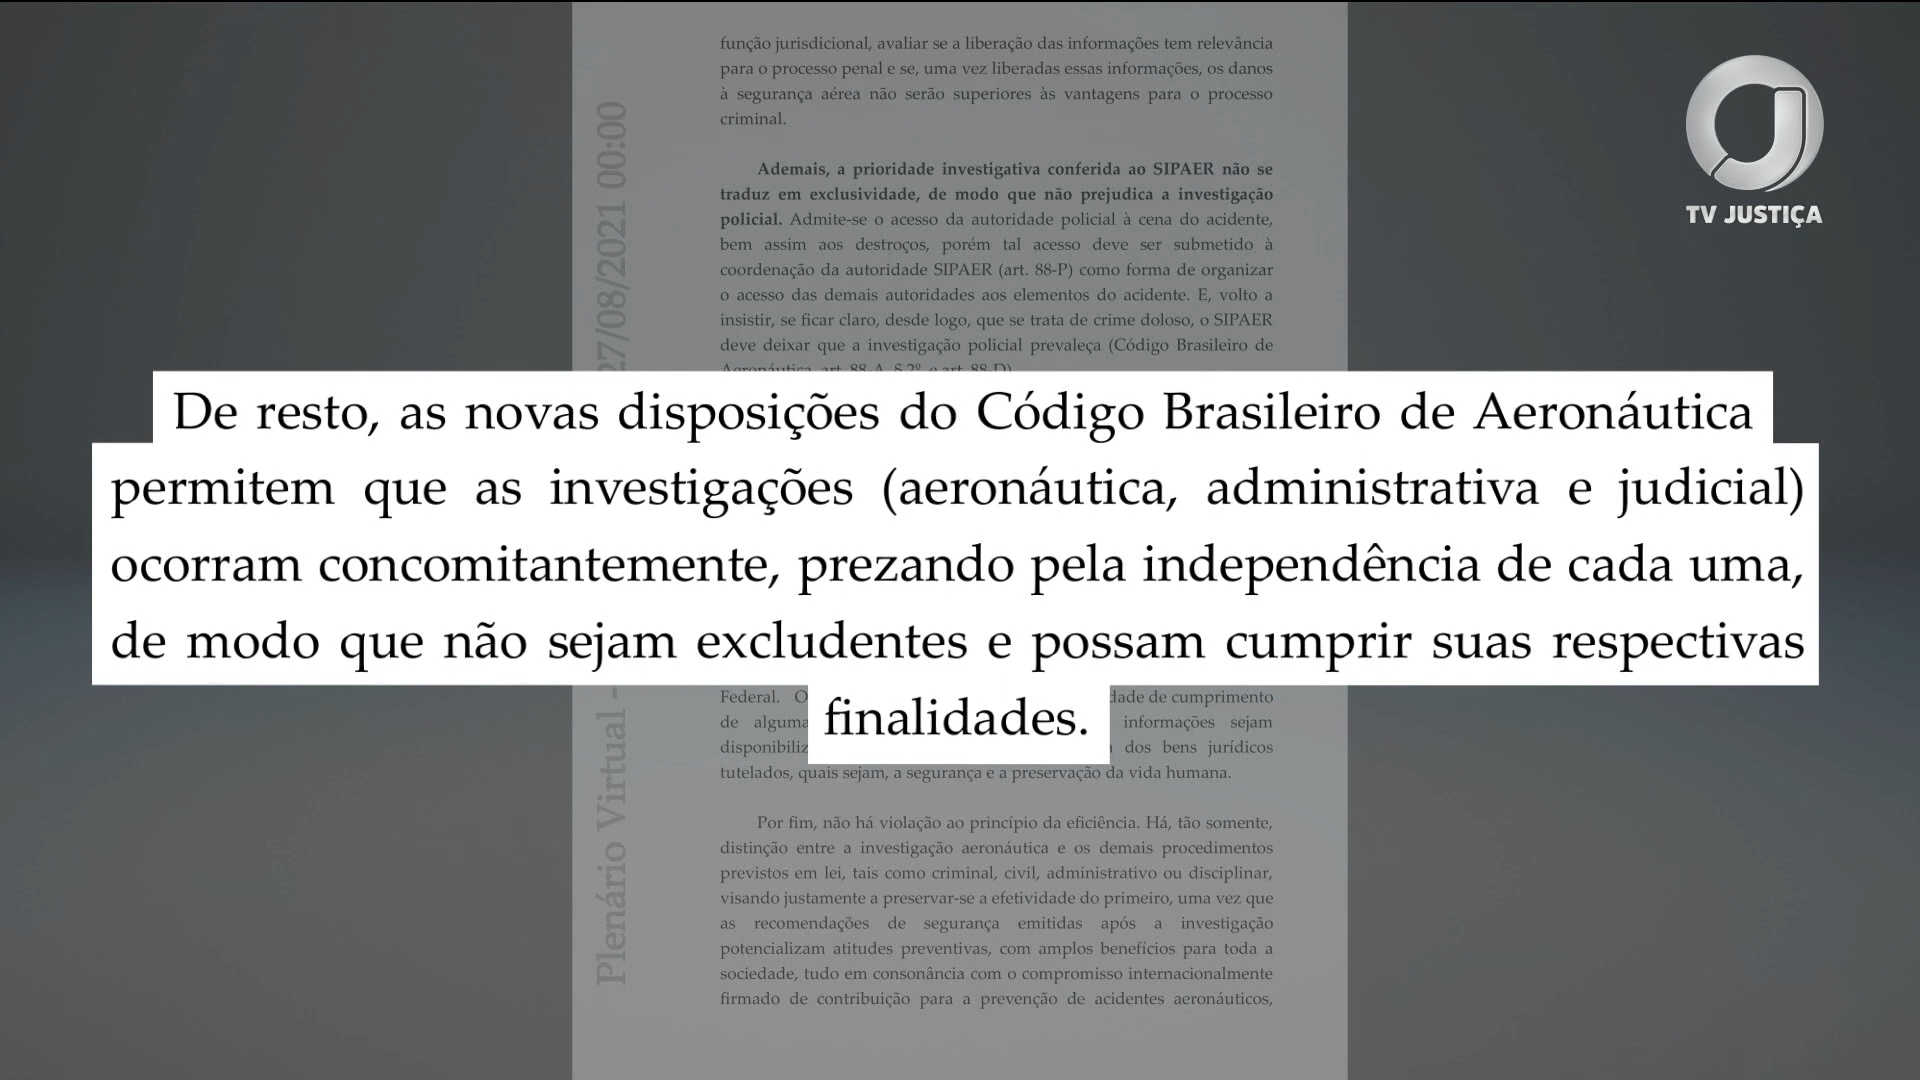 função jurisdicional, avaliar se a liberação das informações tem relevância
para o processo penal e se, uma vez liberadas essas informações, os danos
à segurança aérea não serão superiores às vantagens para o processo
criminal.
Ademais, a prioridade investigativa conferida ao SIPAER não se
traduz em exclusividade, de modo que não prejudica a investigação
policial. Admite-se o acesso da autoridade policial à cena do acidente,
bem assim aos destroços, porém tal acesso deve ser submetido à
coordenação da autoridade SIPAER (art. 88-P) como forma de organizar
o acesso das demais autoridades aos elementos do acidente. E, volto a
insistir, se ficar claro, desde logo, que se trata de crime doloso, o SIPAER
deve deixar que a investigação policial prevaleça (Código Brasileiro de
Aeronáutica, art. 88-A, § 2º, e art. 88-D)
De resto, as novas disposições do Código Brasileiro de Aeronáutica
permitem que as investigações (aeronáutica, administrativa e judicial)
ocorram concomitantemente, prezando pela independência de cada uma,
de modo que não sejam excludentes e possam cumprir suas respectivas
finalidades.
Federal. O de cumprimento
de informações sejam
dos bens jurídicos
tutelados, quais sejam, a segurança e a preservação da vida humana.
Por fim, não há violação ao princípio da eficiência. Há, tão somente,
distinção entre a investigação aeronáutica e os demais procedimentos
previstos em lei, tais como criminal, civil, administrativo ou disciplinar,
visando justamente a preservar-se a efetividade do primeiro, uma vez que
as recomendações de segurança emitidas após a investigação
potencializam atitudes preventivas, com amplos benefícios para toda a
sociedade, tudo em consonância com o compromisso internacionalmente
firmado de contribuição para a prevenção de acidentes aeronáuticos,
Plenário Virtual - 27/08/2021 00:00
TV JUSTIÇA